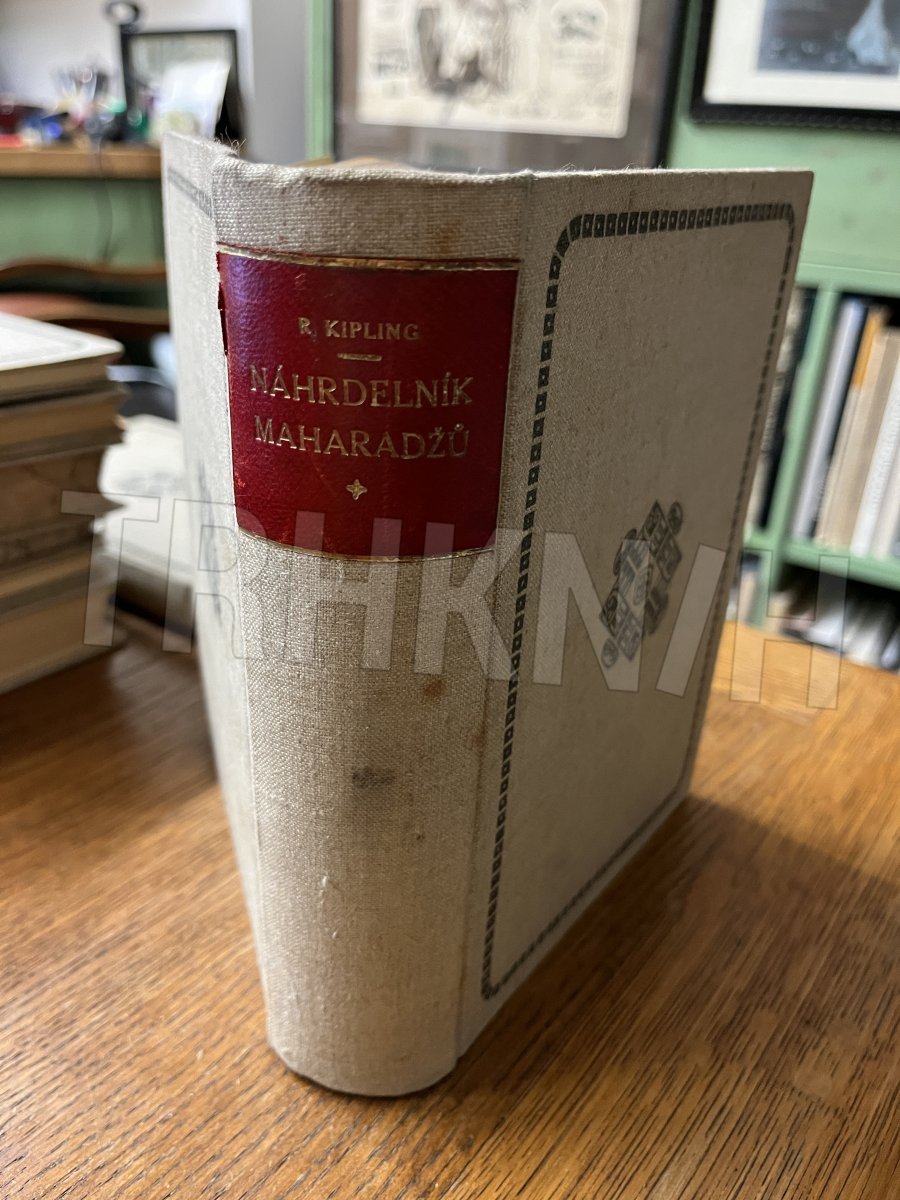 R. KIPLING
NÁHRDELNÍK
MAHARADŽŮ
TRHKNIH